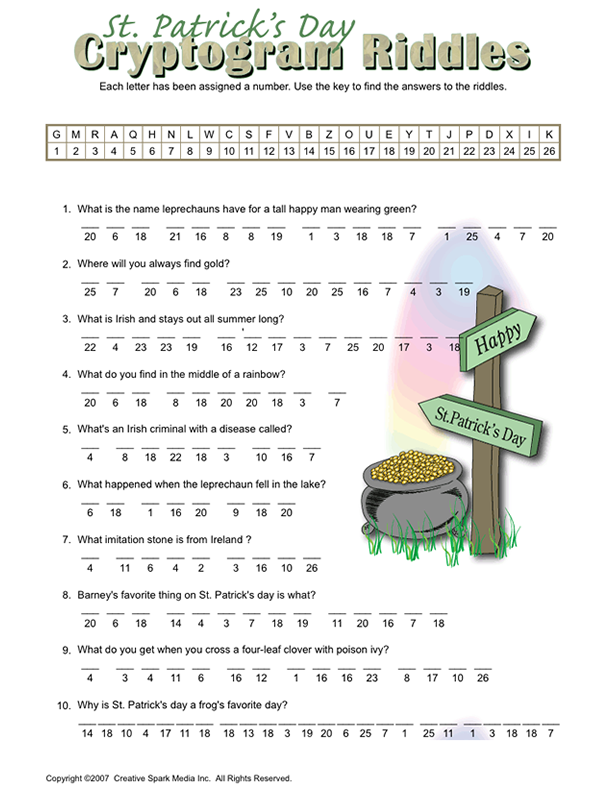 St. Patrick's Day
Cryptogram Riddles
Each letter has been assigned a number. Use the key to find the answers to the riddles.
G M R A Q H N L W C S F V B Z O U E Y T J P D X I K
1 2 3 4 5 6 7 8 9 10 11 12 13 14 15 16 17 18 19 20 21 22 23 24 25 26
1. What is the name leprechauns have for a tall happy man wearing green?
20 6 18 21 16 8 8 19 1 3 18 18 7 1 25 4 7 20
2. Where will you always find gold?
25 7 20 6 18 23 25 10 20 25 16 7 4 3 19
3. What is Irish and stays out all summer long?
22 4 23 23 19 16 12 17 3 7 25 20 17 3 18
Happy
4. What do you find in the middle of a rainbow?
20 6 18 8 18 20 20 18 3 7
St.Patrick's Day
5. What's an Irish criminal with a disease called?
4 8 18 22 18 3 10 16 7
6. What happened when the leprechaun fell in the lake?
6 18 1 16 20 9 18 20
7. What imitation stone is from Ireland ?
4 11 6 4 2 3 16 10 26
8. Barney's favorite thing on St. Patrick's day is what?
20 6 18 14 4 3 7 18 19 11 20 16 7 18
9. What do you get when you cross a four-leaf clover with poison ivy?
4 3 4 11 6 16 12 1 16 16 23 8 17 10 26
10. Why is St. Patrick's day a frog's favorite day?
14 18 10 4 17 11 18 18 13 18 3 19 20 6 25 7 1 25 11 1 3 18 18 7
Copyright ©2007 Creative Spark Media Inc. All Rights Reserved.